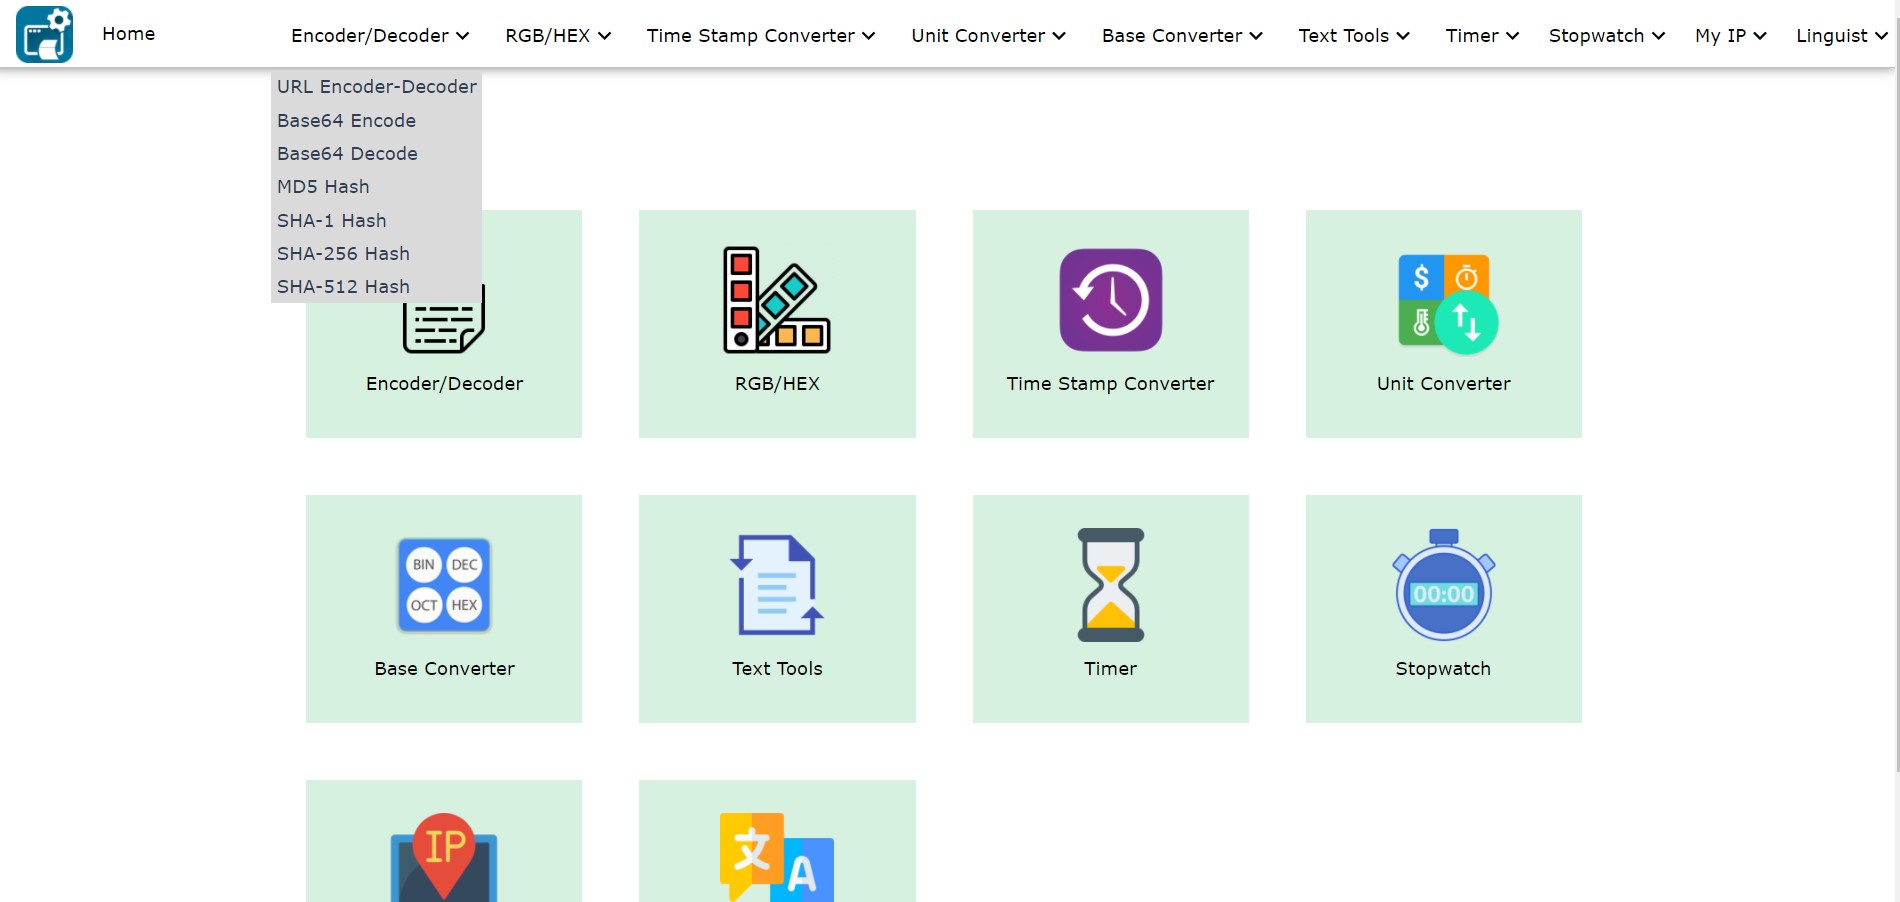 Home
Encoder/Decoder
RGB/HEX
Time Stamp Converter
Unit Converter
Base Converter
Text Tools
Timer
Stopwatch
My IP
Linguist
URL Encoder-Decoder
Base64 Encode
Base64 Decode
MD5 Hash
SHA-1 Hash
SHA-256 Hash
SHA-512 Hash
Encoder/Decoder
RGB/HEX
$
Time Stamp Converter
Unit Converter
BIN DEC
OCT HEX
00:00
Base Converter
Text Tools
Timer
Stopwatch
IP
文 A